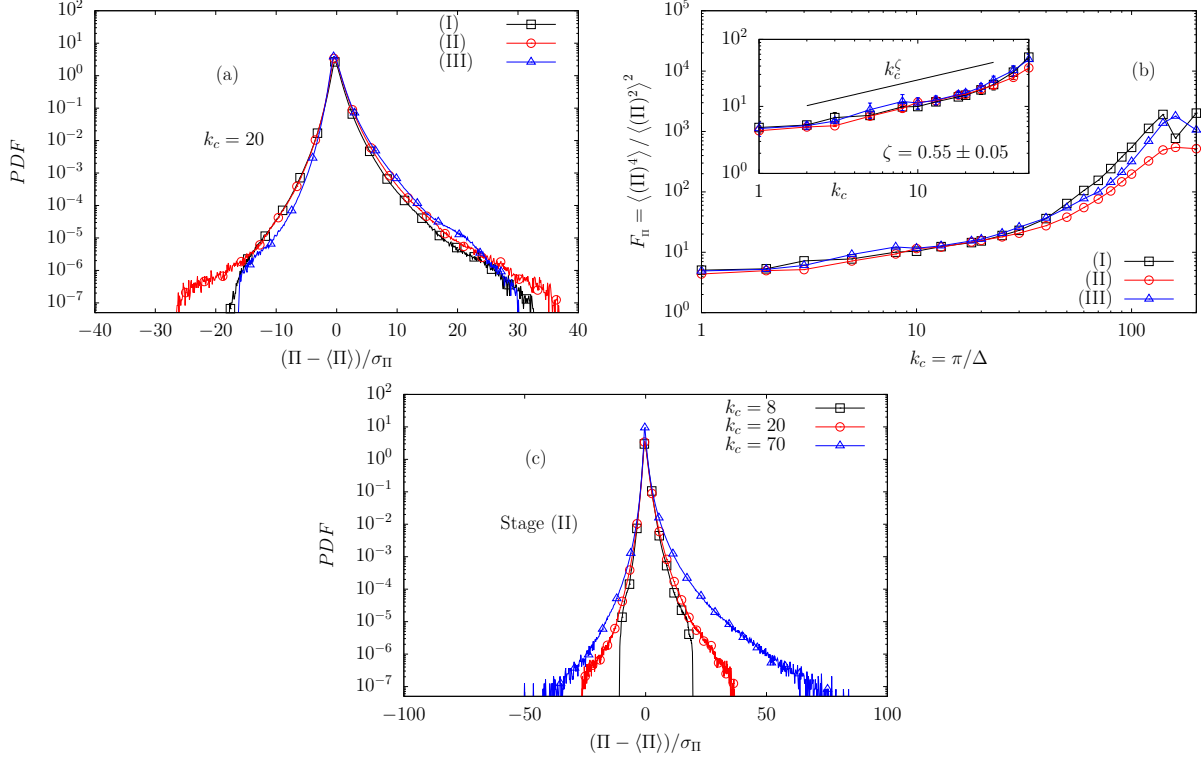 10^2
10^1
10^0
10^-1
10^-2
10^-3
10^-4
10^-5
10^-6
10^-7
PDF
(a)
k_c = 20
(I)
(II)
(III)
−40 −30 −20 −10 0 10 20 30 40
(Π − ⟨Π⟩)/σ_Π
10^5
10^4
10^3
10^2
10^1
10^0
F_Π = ⟨(Π)^4⟩ / ⟨(Π)^2⟩^2
(b)
10^2
10^1
10^0
k_c^ζ
ζ = 0.55 ± 0.05
1 10
k_c
(I)
(II)
(III)
1 10 100
k_c = π/Δ
10^2
10^1
10^0
10^-1
10^-2
10^-3
10^-4
10^-5
10^-6
10^-7
PDF
(c)
Stage (II)
k_c = 8
k_c = 20
k_c = 70
−100 −50 0 50 100
(Π − ⟨Π⟩)/σ_Π